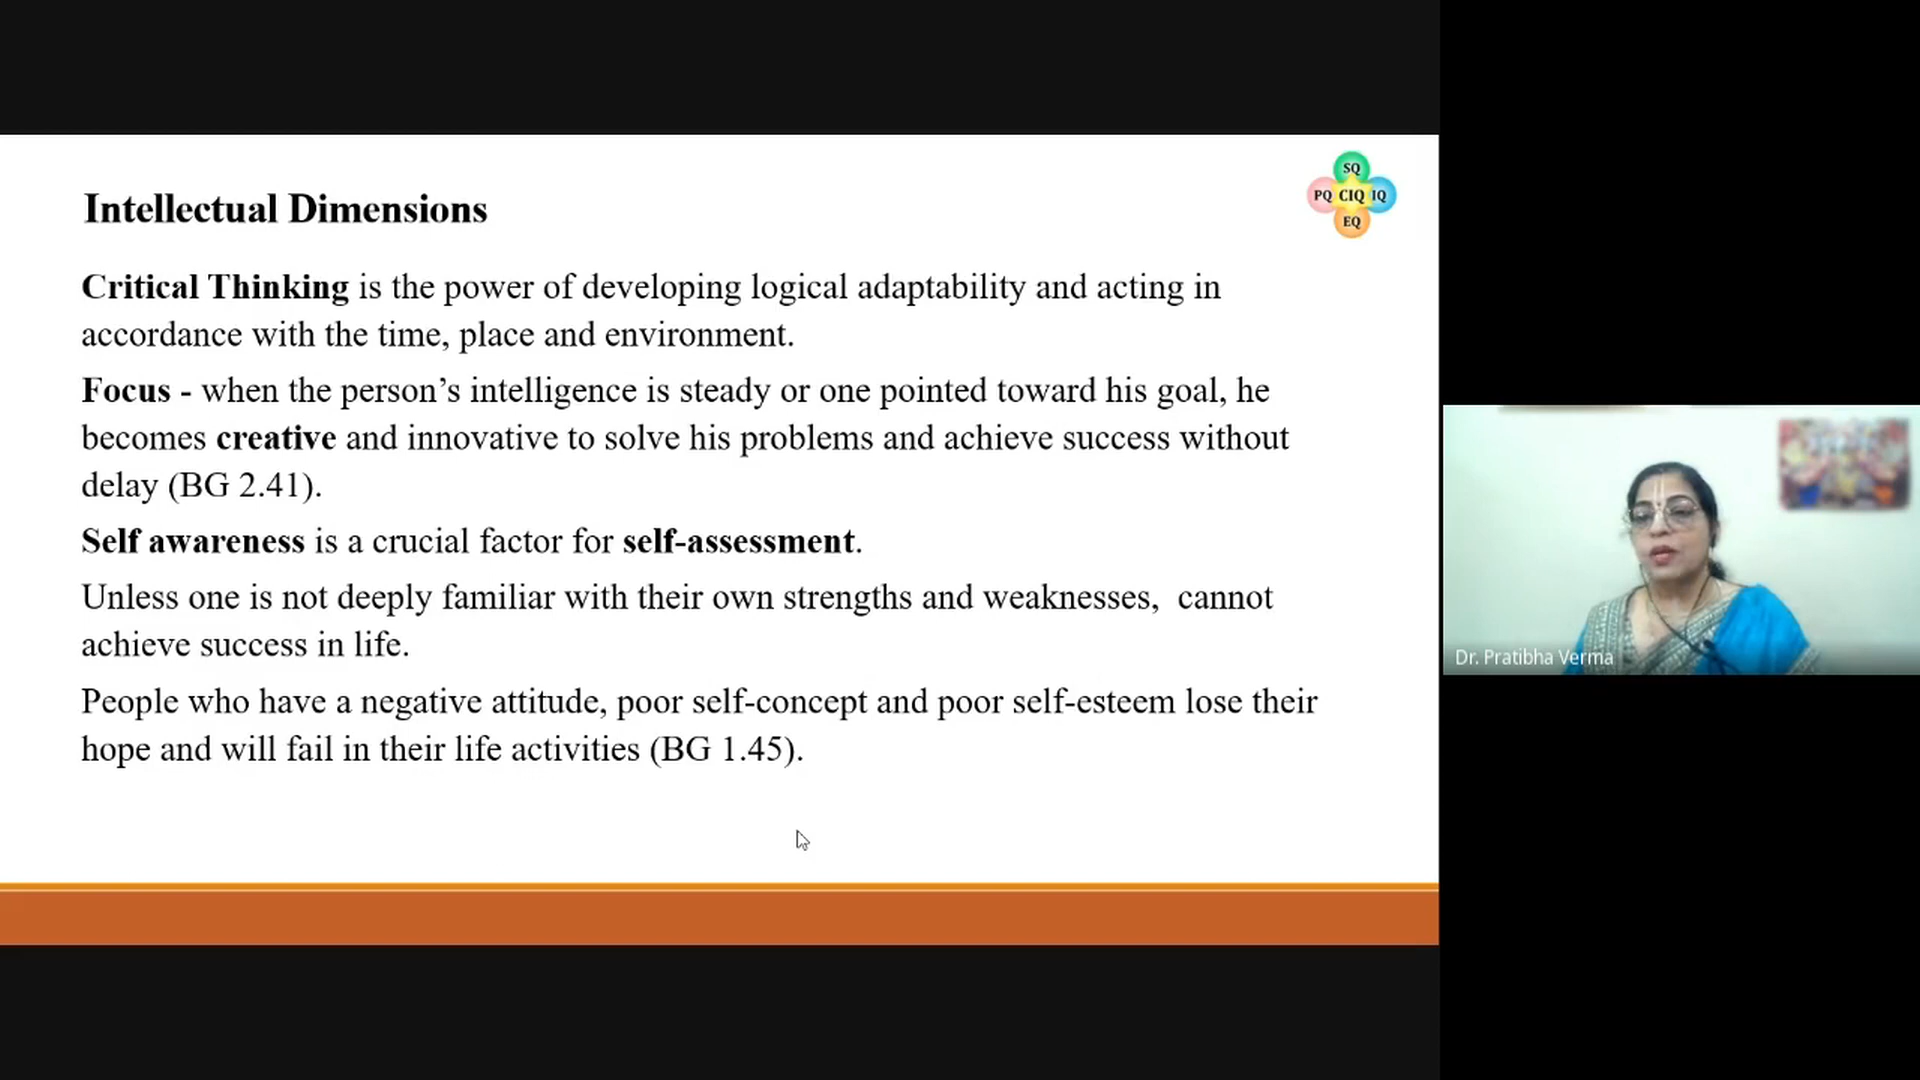 Intellectual Dimensions
SQ
PQ CIQ IQ
EQ
Critical Thinking is the power of developing logical adaptability and acting in
accordance with the time, place and environment.
Focus - when the person’s intelligence is steady or one pointed toward his goal, he
becomes creative and innovative to solve his problems and achieve success without
delay (BG 2.41).
Self awareness is a crucial factor for self-assessment.
Unless one is not deeply familiar with their own strengths and weaknesses,  cannot
achieve success in life.
People who have a negative attitude, poor self-concept and poor self-esteem lose their
hope and will fail in their life activities (BG 1.45).
Dr. Pratibha Verma